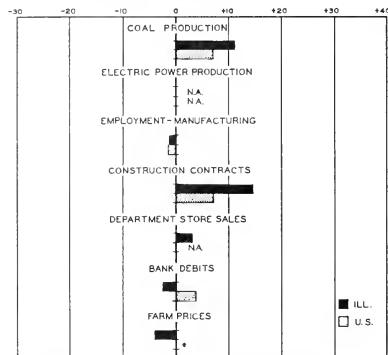 -30 -20 -10 0 +10 +20 +30 +40
COAL PRODUCTION
ELECTRIC POWER PRODUCTION
N.A.
N.A.
EMPLOYMENT-MANUFACTURING
CONSTRUCTION CONTRACTS
DEPARTMENT STORE SALES
N.A.
BANK DEBITS
FARM PRICES
ILL.
U.S.